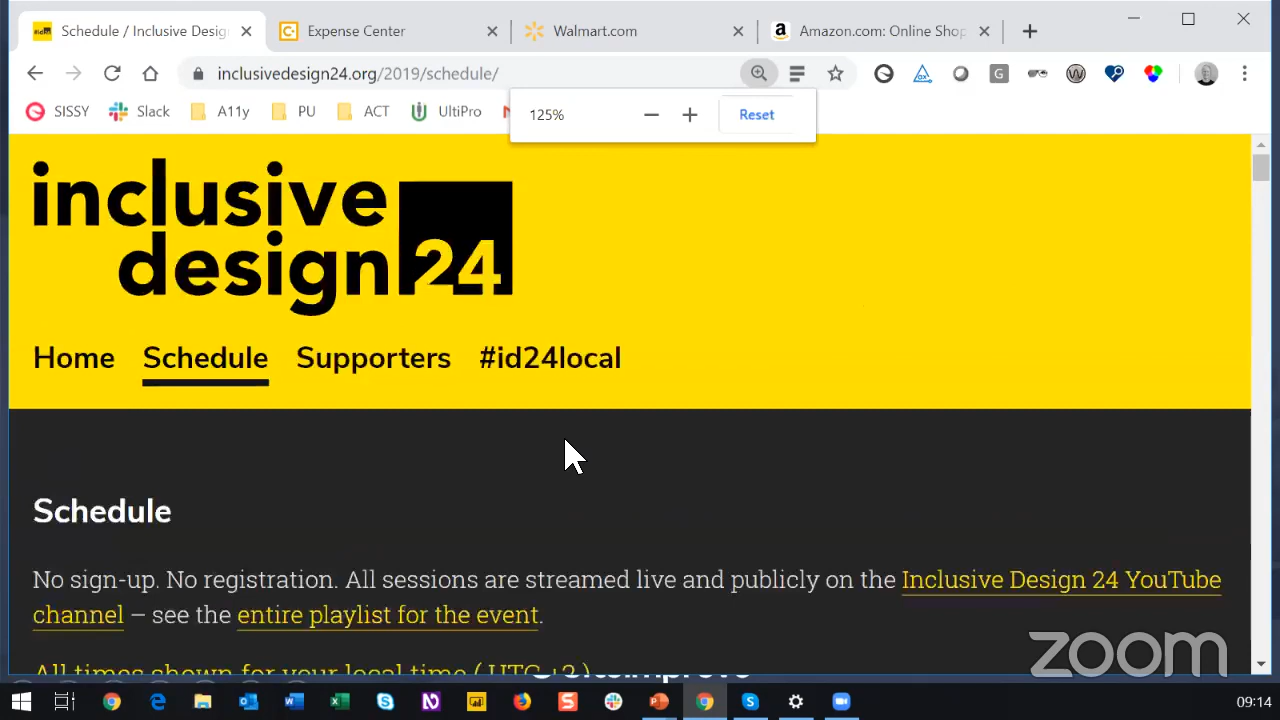 Schedule / Inclusive Desig
Expense Center
Walmart.com
Amazon.com: Online Shop
inclusivedesign24.org/2019/schedule/
SISSY
Slack
A11y
PU
ACT
UltiPro
125%
Reset
inclusive
design24
Home
Schedule
Supporters
#id24local
Schedule
No sign-up. No registration. All sessions are streamed live and publicly on the Inclusive Design 24 YouTube
channel – see the entire playlist for the event.
All times shown for your local time ( UTC +2 )
zoom
09:14